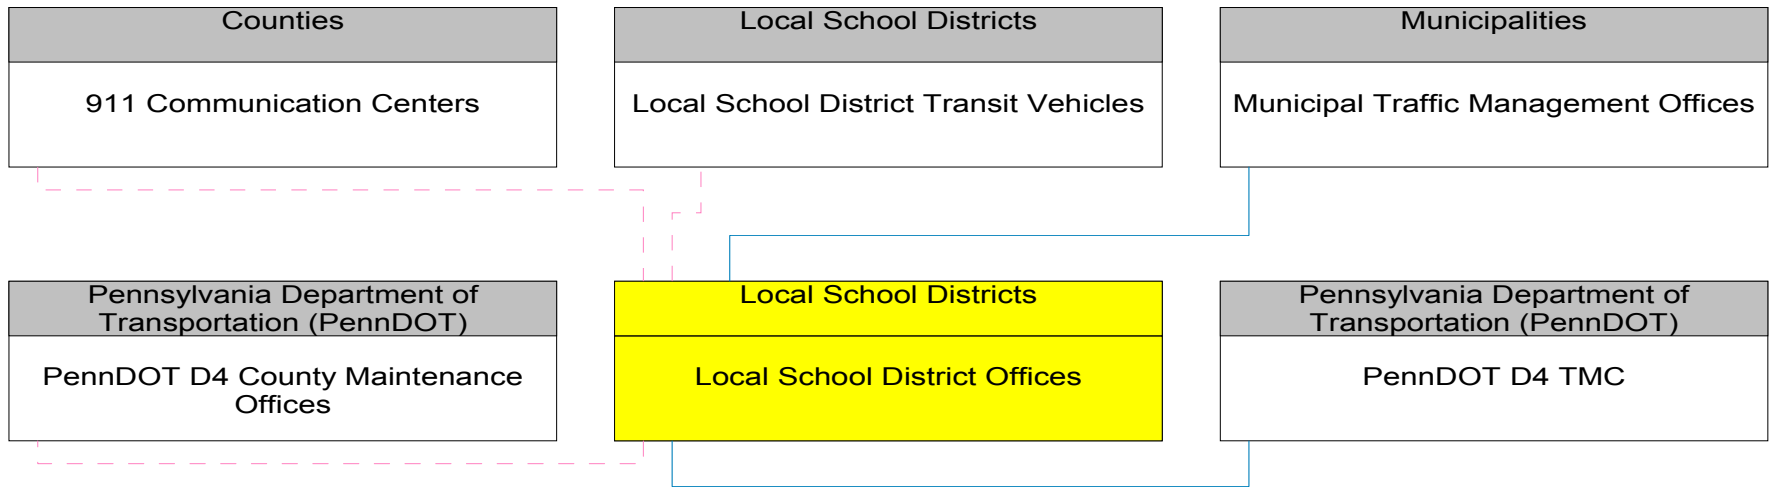 Counties
911 Communication Centers
Local School Districts
Local School District Transit Vehicles
Municipalities
Municipal Traffic Management Offices
Pennsylvania Department of
Transportation (PennDOT)
PennDOT D4 County Maintenance
Offices
Local School Districts
Local School District Offices
Pennsylvania Department of
Transportation (PennDOT)
PennDOT D4 TMC